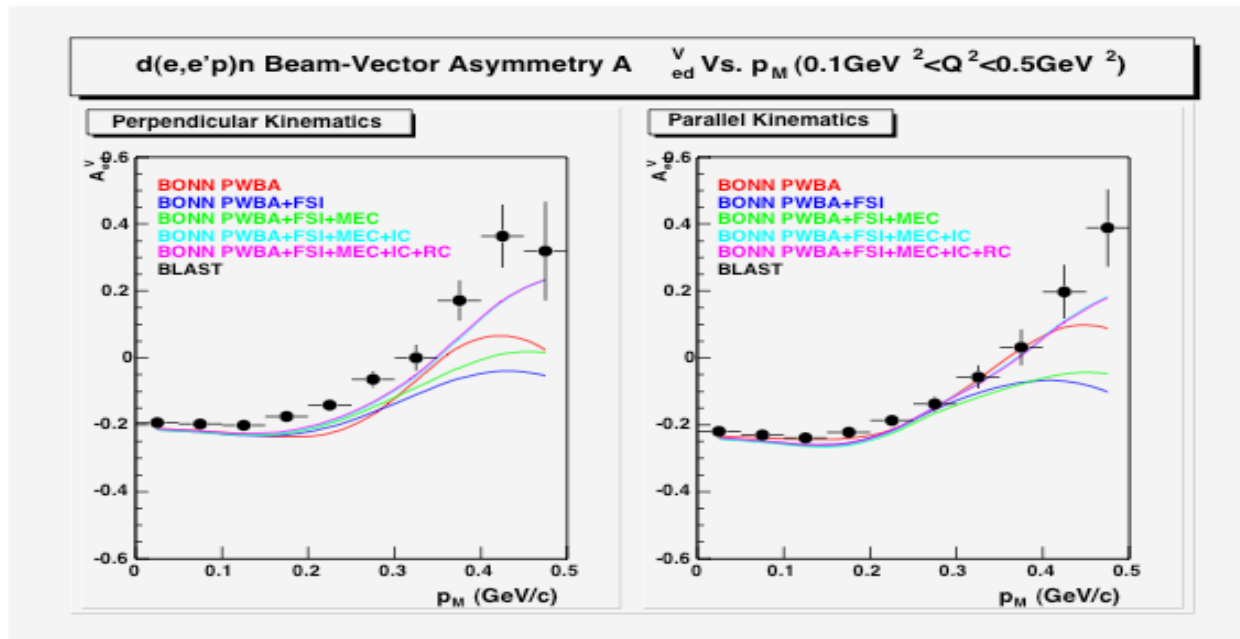 d(e,e'p)n Beam-Vector Asymmetry A V ed Vs. p M (0.1GeV 2<Q 2<0.5GeV 2)
Perpendicular Kinematics
A V ed
0.6
BONN PWBA
BONN PWBA+FSI
BONN PWBA+FSI+MEC
BONN PWBA+FSI+MEC+IC
BONN PWBA+FSI+MEC+IC+RC
BLAST
0.4
0.2
0
-0.2
-0.4
-0.6
0 0.1 0.2 0.3 0.4 0.5
p M (GeV/c)
Parallel Kinematics
A V ed
0.6
BONN PWBA
BONN PWBA+FSI
BONN PWBA+FSI+MEC
BONN PWBA+FSI+MEC+IC
BONN PWBA+FSI+MEC+IC+RC
BLAST
0.4
0.2
0
-0.2
-0.4
-0.6
0 0.1 0.2 0.3 0.4 0.5
p M (GeV/c)